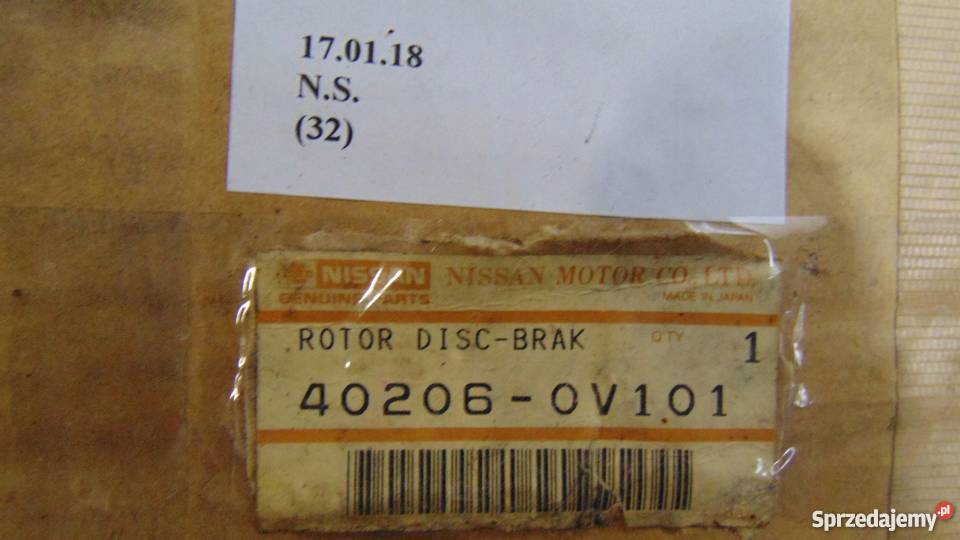 17.01.18
N.S.
(32)
NISSAN NISSAN MOTOR CO., LTD.
GENUINE PARTS MADE IN JAPAN
ROTOR DISC-BRAK QTY 1
40206-0V101
Sprzedajemy.pl